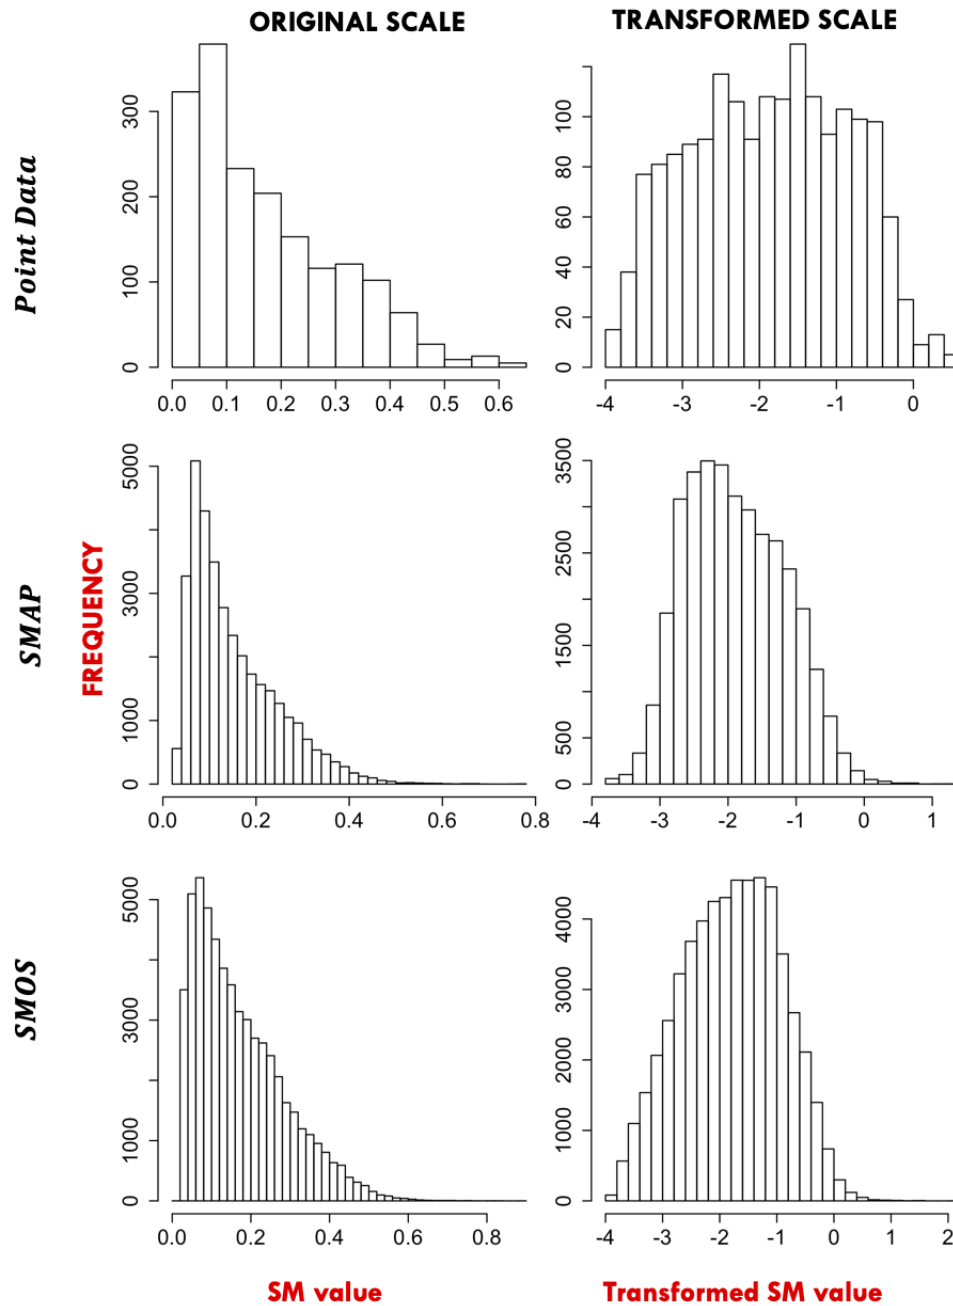 ORIGINAL SCALE
TRANSFORMED SCALE
Point Data
0
100
200
300
0.0 0.1 0.2 0.3 0.4 0.5 0.6
0
20
40
60
80
100
-4 -3 -2 -1 0
SMAP
FREQUENCY
0
1000
3000
5000
0.0 0.2 0.4 0.6 0.8
0
500
1500
2500
3500
-4 -3 -2 -1 0 1
SMOS
0
1000
3000
5000
0.0 0.2 0.4 0.6 0.8
0
1000
2000
3000
4000
-4 -3 -2 -1 0 1 2
SM value
Transformed SM value